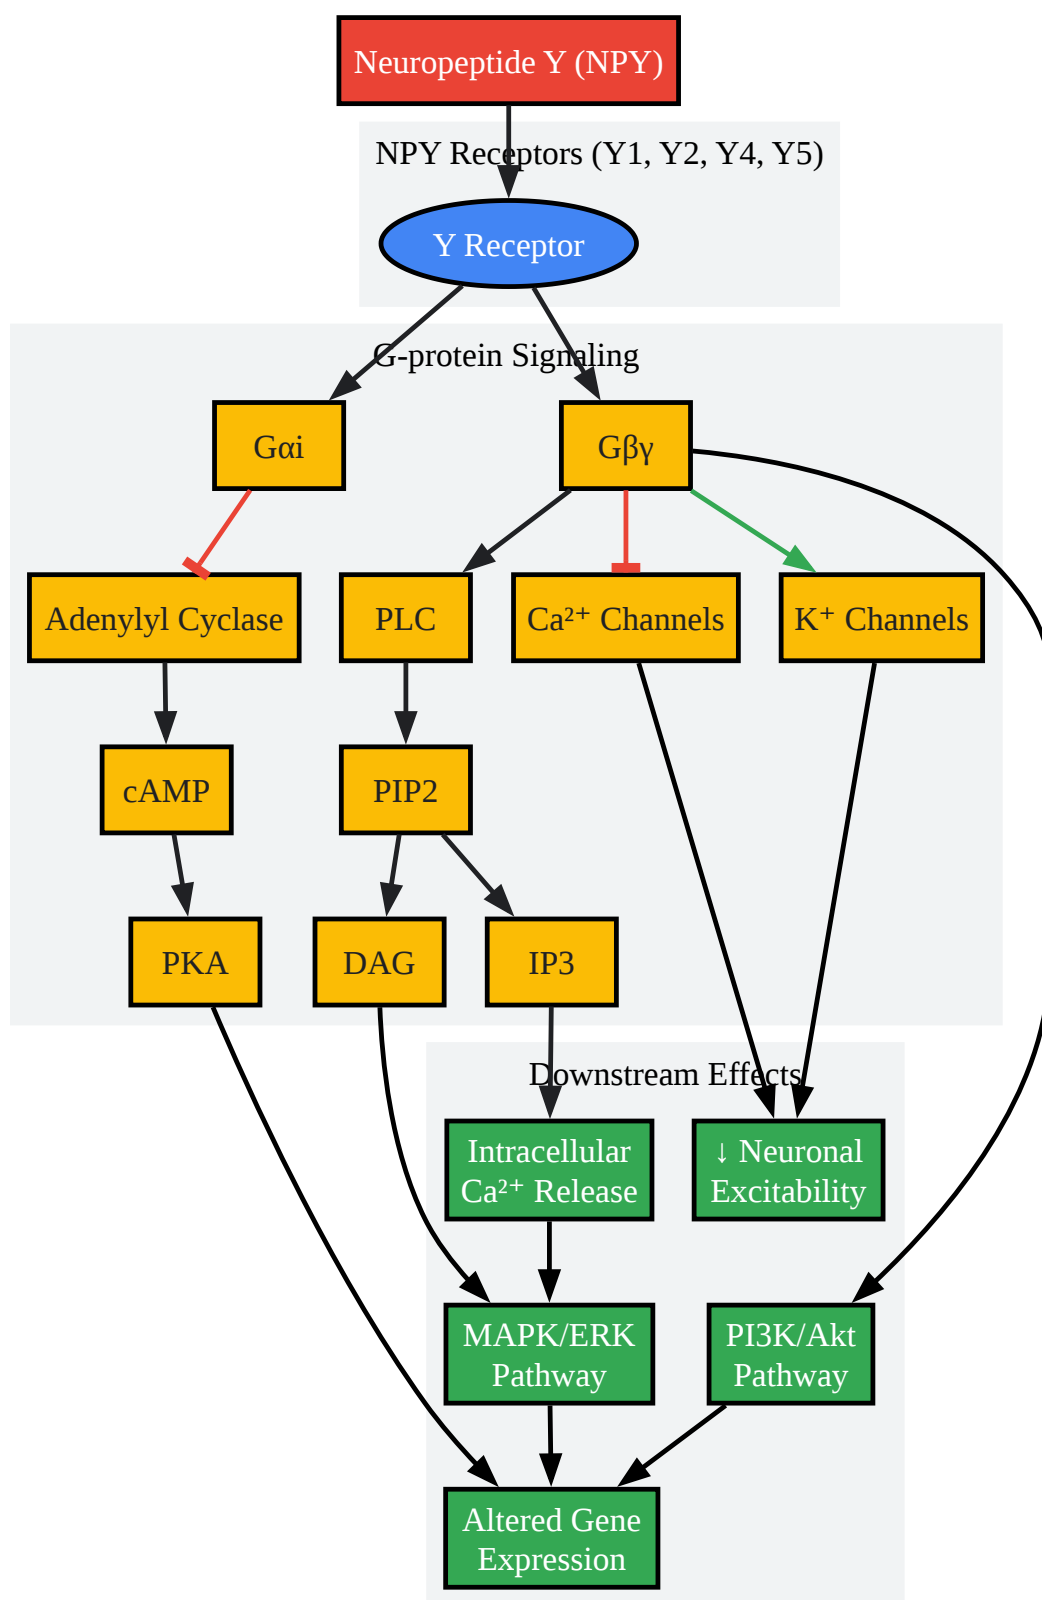 Neuropeptide Y (NPY)
NPY Receptors (Y1, Y2, Y4, Y5)
Y Receptor
G-protein Signaling
Gαi
Gβγ
Adenylyl Cyclase
PLC
Ca²⁺ Channels
K⁺ Channels
cAMP
PIP2
PKA
DAG
IP3
Downstream Effects
Intracellular
Ca²⁺ Release
↓ Neuronal
Excitability
MAPK/ERK
Pathway
PI3K/Akt
Pathway
Altered Gene
Expression